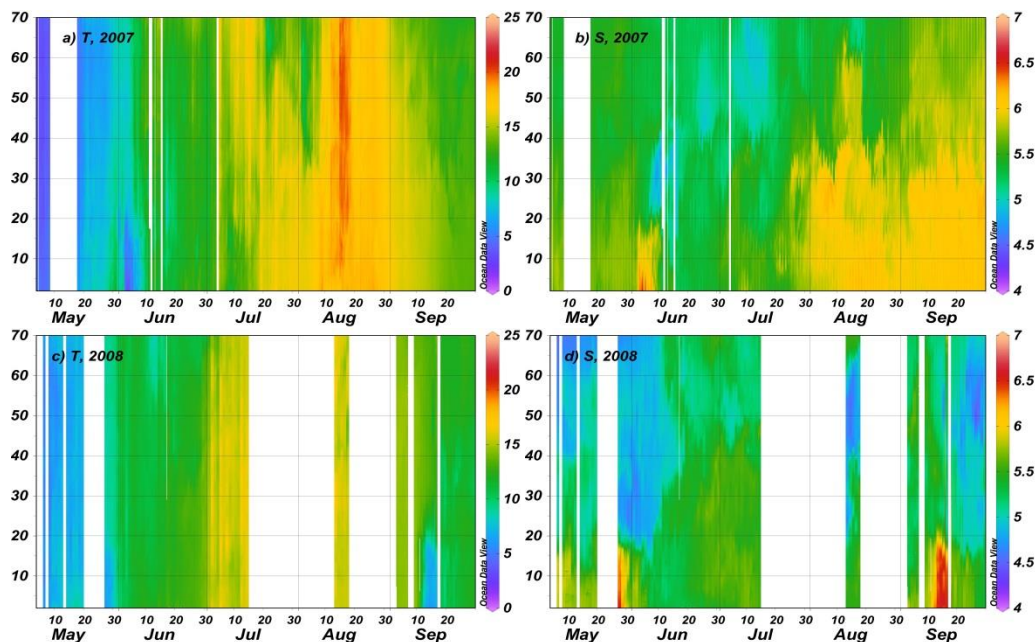 70 a) T, 2007 25 70 b) S, 2007 7
60 60 6.5
50 20 50
40 15 40 6
30 30 5.5
20 10 20 5
10 5 10 4.5
Ocean Data View 0 Ocean Data View 4
10 20 30 10 20 30 10 20 30 10 20 30 10 20 10 20 30 10 20 30 10 20 30 10 20 30 10 20
May Jun Jul Aug Sep May Jun Jul Aug Sep
70 c) T, 2008 25 70 d) S, 2008 7
60 60 6.5
50 20 50
40 15 40 6
30 30 5.5
20 10 20 5
10 5 10 4.5
Ocean Data View 0 Ocean Data View 4
10 20 30 10 20 30 10 20 30 10 20 30 10 20 10 20 30 10 20 30 10 20 30 10 20 30 10 20
May Jun Jul Aug Sep May Jun Jul Aug Sep